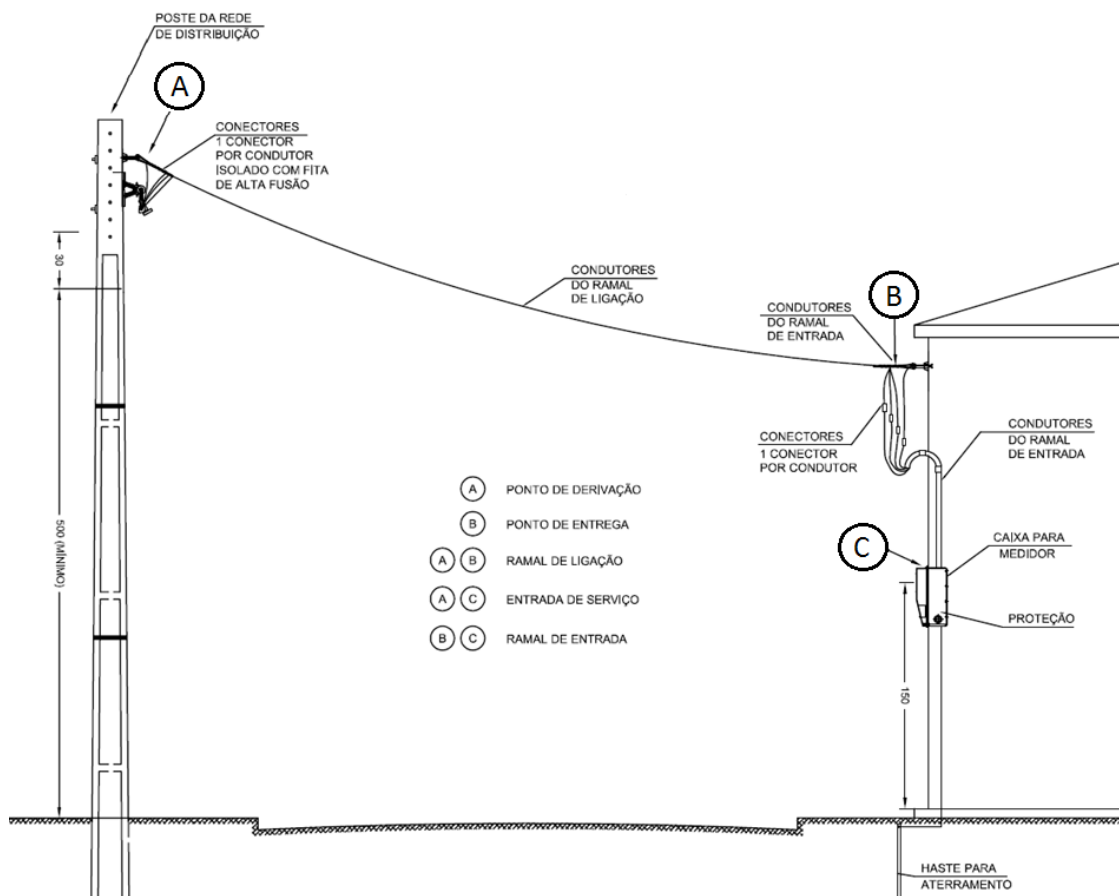 POSTE DA REDE
DE DISTRIBUIÇÃO
A
CONECTORES
1 CONECTOR
POR CONDUTOR
ISOLADO COM FITA
DE ALTA FUSÃO
30
CONDUTORES
DO RAMAL
DE LIGAÇÃO
B
CONDUTORES
DO RAMAL
DE ENTRADA
CONECTORES
1 CONECTOR
POR CONDUTOR
CONDUTORES
DO RAMAL
DE ENTRADA
500 (MÍNIMO)
A PONTO DE DERIVAÇÃO
B PONTO DE ENTREGA
A B RAMAL DE LIGAÇÃO
A C ENTRADA DE SERVIÇO
B C RAMAL DE ENTRADA
C
CAIXA PARA
MEDIDOR
PROTEÇÃO
150
HASTE PARA
ATERRAMENTO